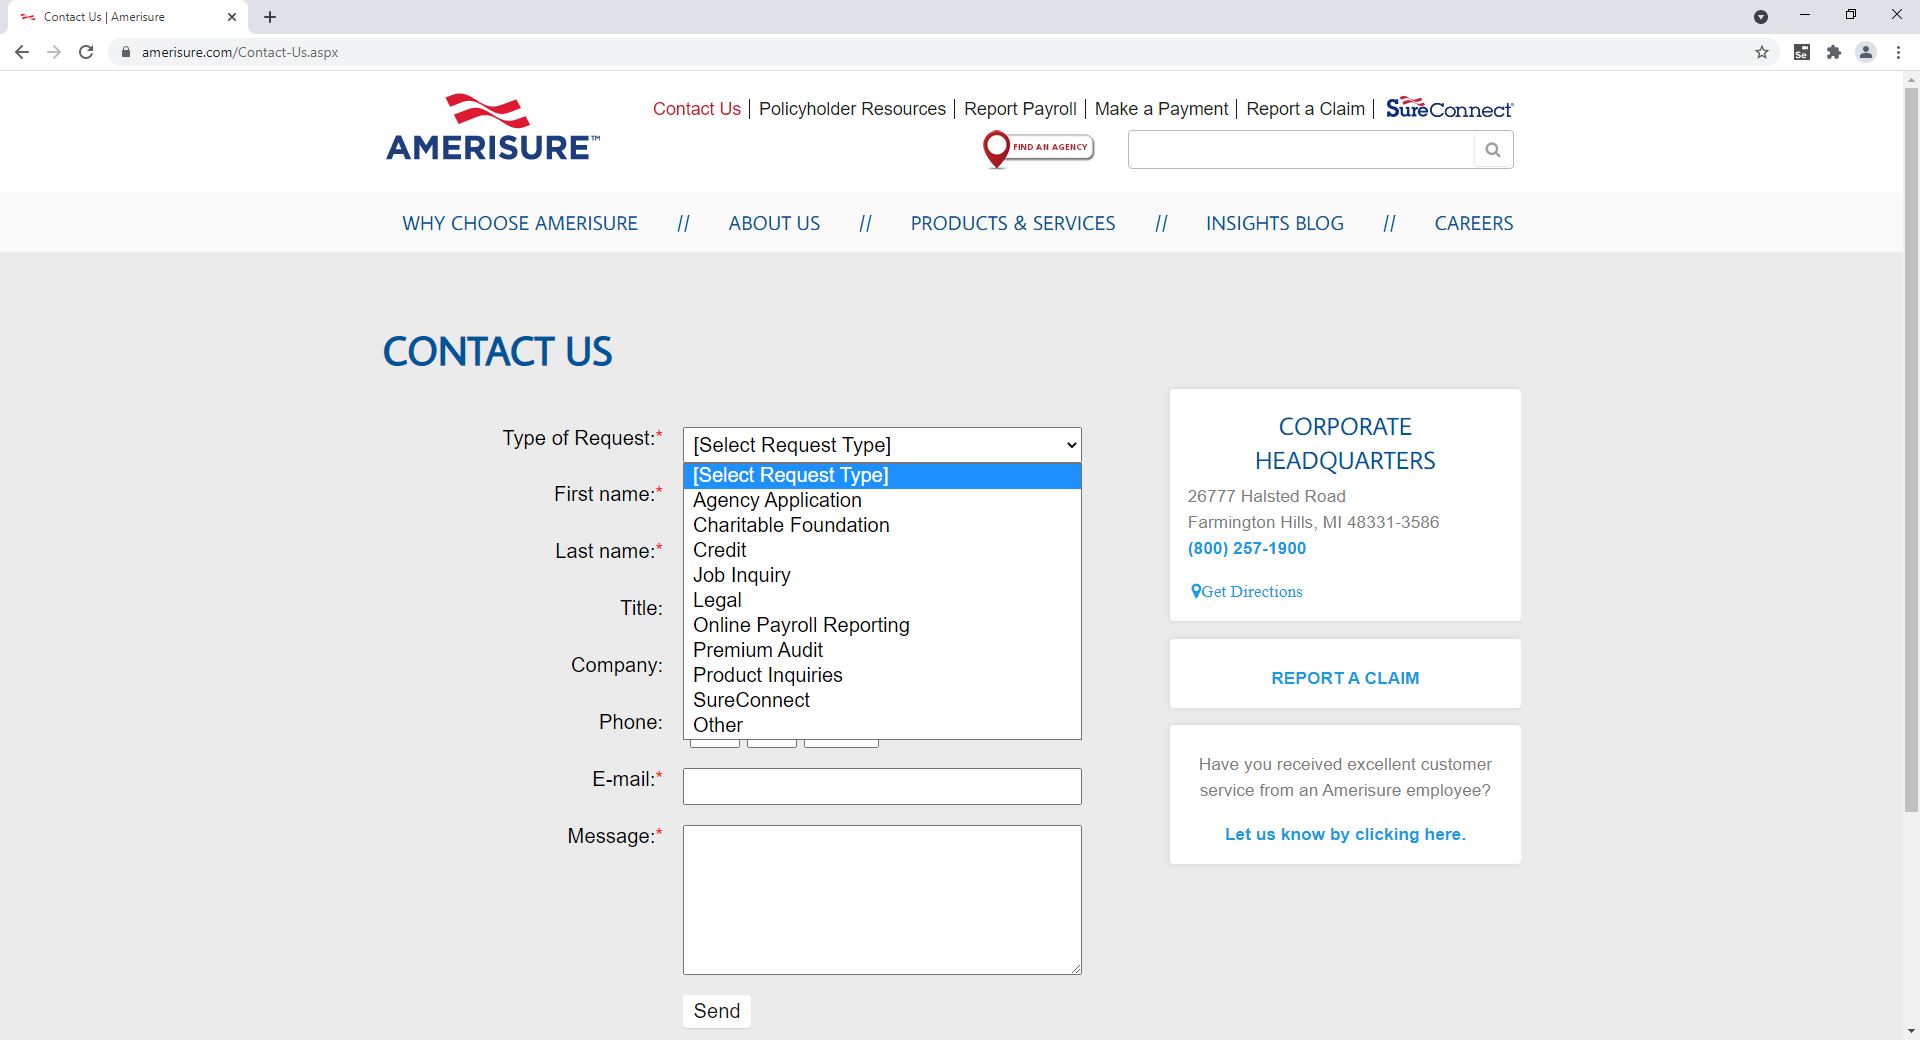 Contact Us | Amerisure
amerisure.com/Contact-Us.aspx
Se
AMERISURE™
Contact Us | Policyholder Resources | Report Payroll | Make a Payment | Report a Claim | SureConnect
FIND AN AGENCY
WHY CHOOSE AMERISURE // ABOUT US // PRODUCTS & SERVICES // INSIGHTS BLOG // CAREERS
CONTACT US
Type of Request:*
[Select Request Type]
[Select Request Type]
Agency Application
Charitable Foundation
Credit
Job Inquiry
Legal
Online Payroll Reporting
Premium Audit
Product Inquiries
SureConnect
Other
First name:*
Last name:*
Title:
Company:
Phone:
E-mail:*
Message:*
Send
CORPORATE
HEADQUARTERS
26777 Halsted Road
Farmington Hills, MI 48331-3586
(800) 257-1900
Get Directions
REPORT A CLAIM
Have you received excellent customer
service from an Amerisure employee?
Let us know by clicking here.